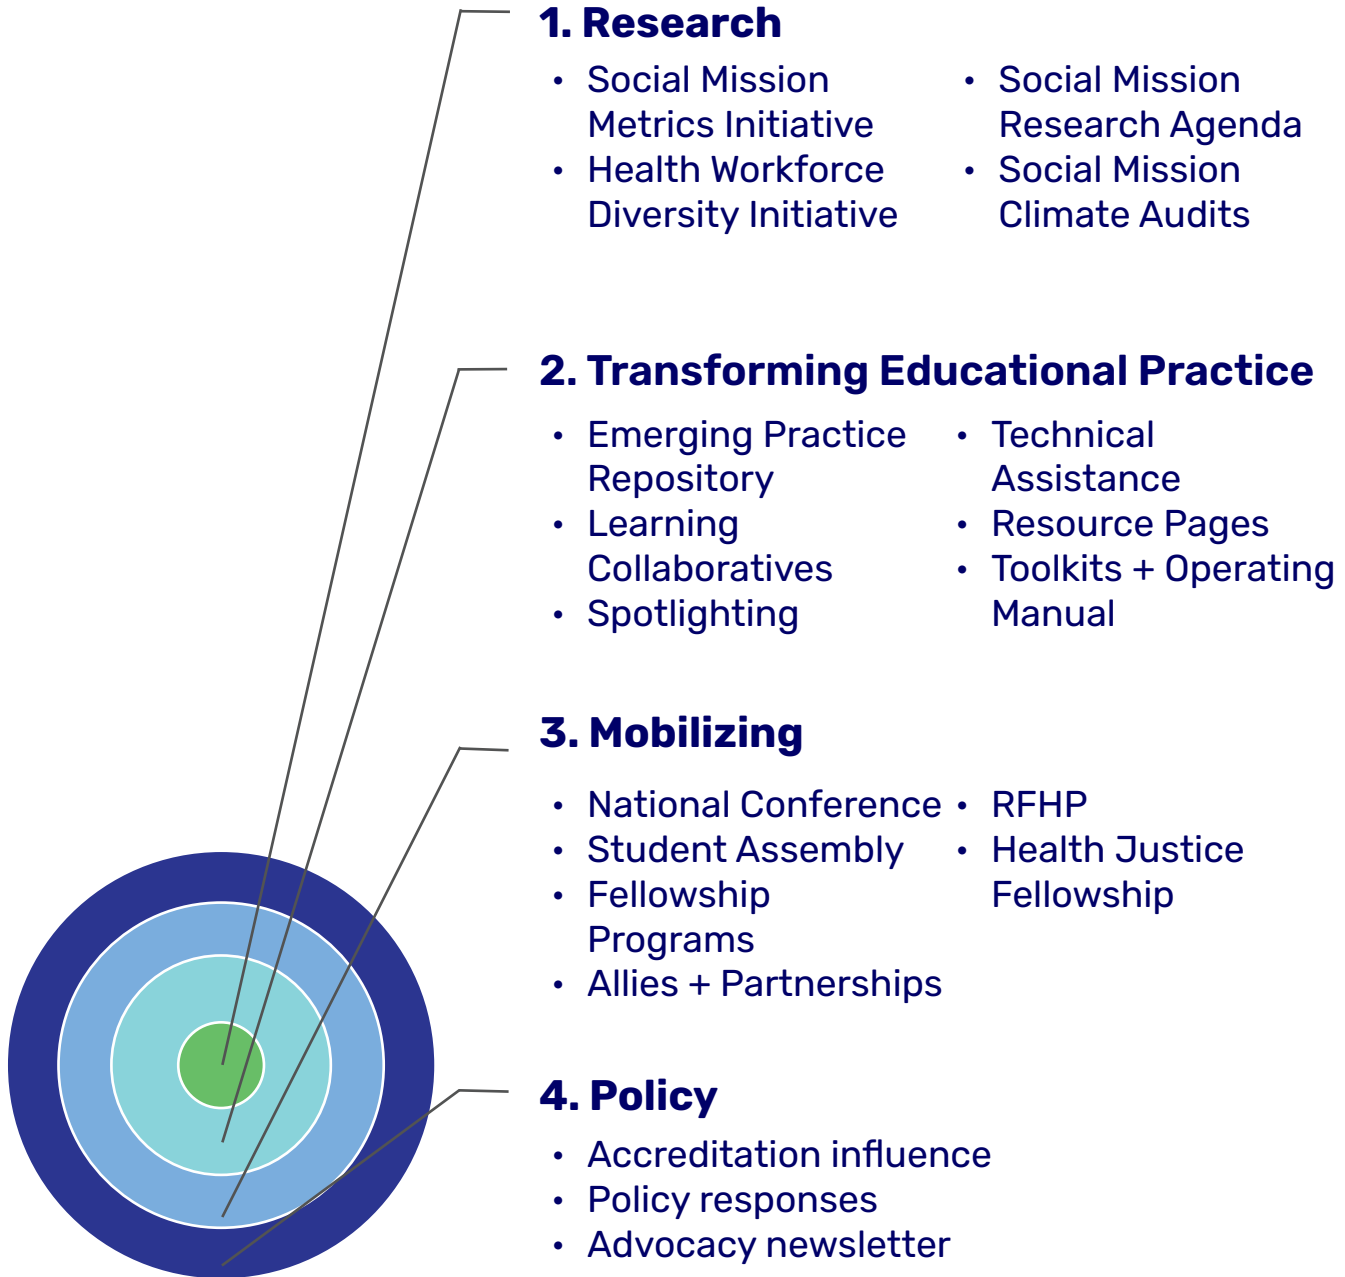 1. Research
• Social Mission
Metrics Initiative
• Health Workforce
Diversity Initiative
• Social Mission
Research Agenda
• Social Mission
Climate Audits
2. Transforming Educational Practice
• Emerging Practice
Repository
• Learning
Collaboratives
• Spotlighting
• Technical
Assistance
• Resource Pages
• Toolkits + Operating
Manual
3. Mobilizing
• National Conference
• Student Assembly
• Fellowship
Programs
• Allies + Partnerships
• RFHP
• Health Justice
Fellowship
4. Policy
• Accreditation influence
• Policy responses
• Advocacy newsletter